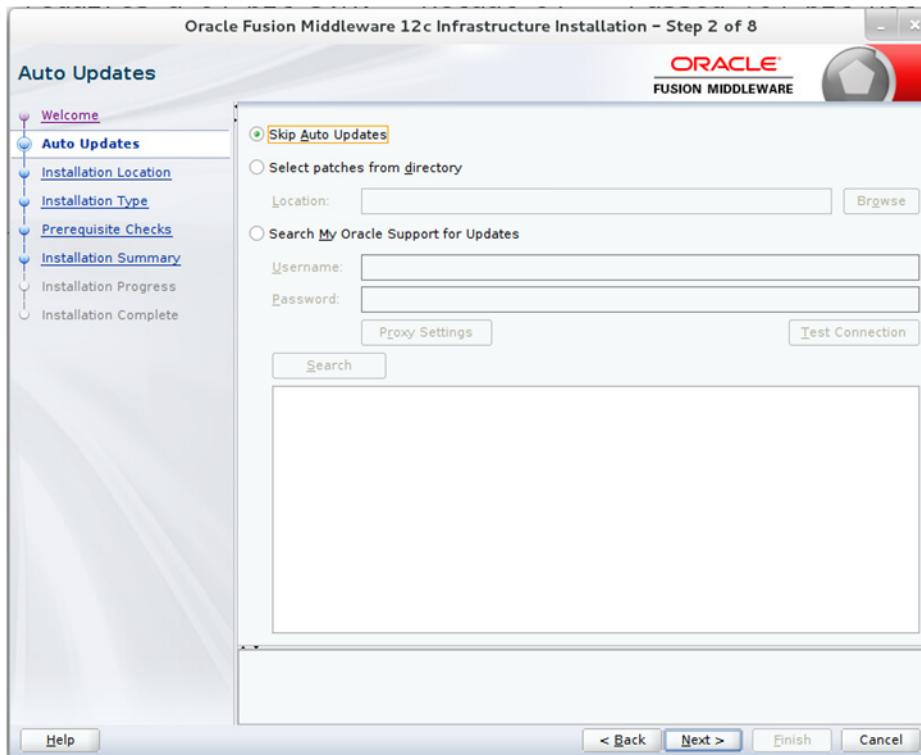 Oracle Fusion Middleware 12c Infrastructure Installation - Step 2 of 8
Auto Updates
ORACLE
FUSION MIDDLEWARE
Welcome
Auto Updates
Installation Location
Installation Type
Prerequisite Checks
Installation Summary
Installation Progress
Installation Complete
Skip Auto Updates
Select patches from directory
Location:
Browse
Search My Oracle Support for Updates
Username:
Password:
Proxy Settings
Test Connection
Search
Help
< Back
Next >
Finish
Cancel